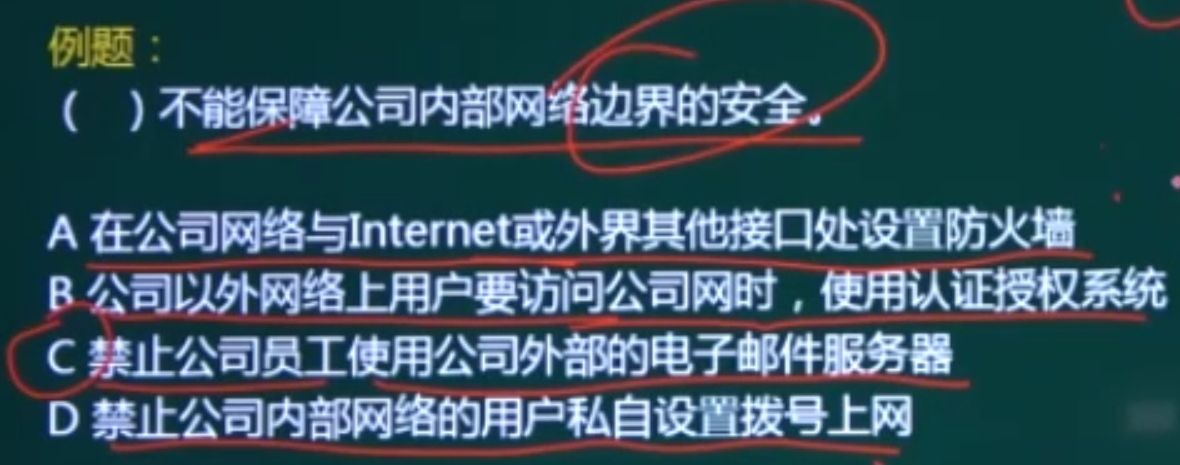 例题：
（ ）不能保障公司内部网络边界的安全。
A 在公司网络与Internet或外界其他接口处设置防火墙
B 公司以外网络上用户要访问公司网时，使用认证授权系统
C 禁止公司员工使用公司外部的电子邮件服务器
D 禁止公司内部网络的用户私自设置拨号上网